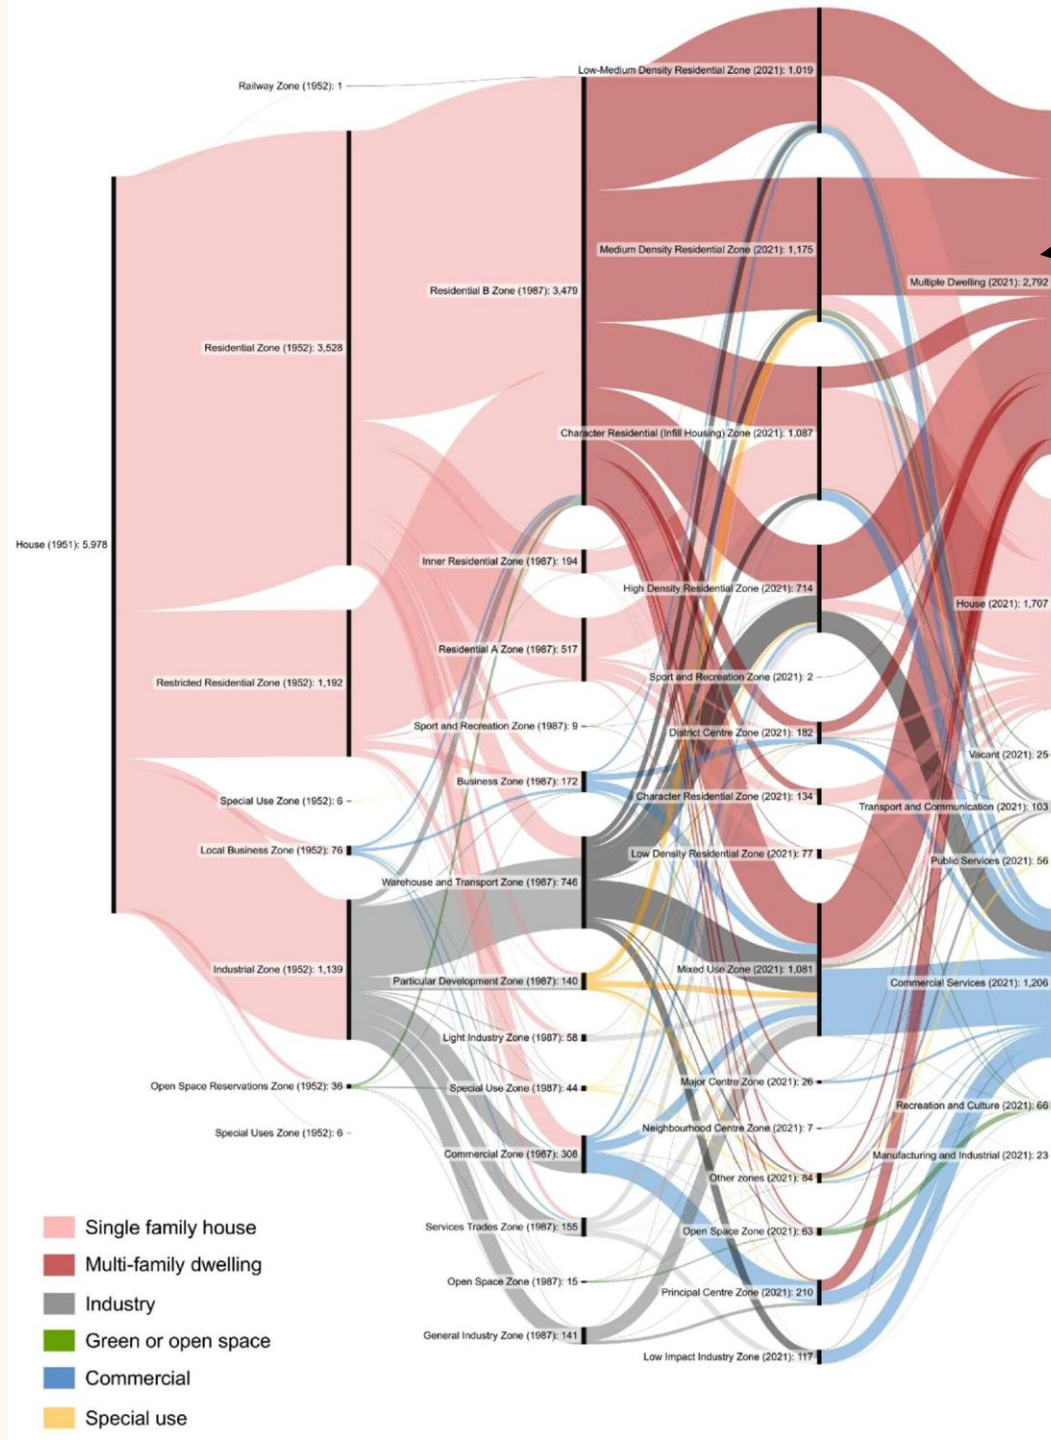 Low-Medium Density Residential Zone (2021): 1,019
Railway Zone (1952): 1
Medium Density Residential Zone (2021): 1,175
Multiple Dwelling (2021): 2,792
Residential B Zone (1987): 3,479
Residential Zone (1952): 3,528
Character Residential (Infill Housing) Zone (2021): 1,087
House (1951): 5,978
Inner Residential Zone (1987): 194
High Density Residential Zone (2021): 714
House (2021): 1,707
Residential A Zone (1987): 517
Sport and Recreation Zone (2021): 2
Restricted Residential Zone (1952): 1,192
Sport and Recreation Zone (1987): 9
District Centre Zone (2021): 182
Vacant (2021): 25
Business Zone (1987): 172
Character Residential Zone (2021): 134
Special Use Zone (1952): 6
Transport and Communication (2021): 103
Local Business Zone (1952): 76
Low Density Residential Zone (2021): 77
Public Services (2021): 56
Warehouse and Transport Zone (1987): 746
Industrial Zone (1952): 1,139
Mixed Use Zone (2021): 1,081
Particular Development Zone (1987): 140
Commercial Services (2021): 1,206
Light Industry Zone (1987): 58
Major Centre Zone (2021): 26
Open Space Reservations Zone (1952): 36
Special Use Zone (1987): 44
Recreation and Culture (2021): 66
Neighbourhood Centre Zone (2021): 7
Special Uses Zone (1952): 6
Commercial Zone (1987): 308
Manufacturing and Industrial (2021): 23
Other zones (2021): 84
Services Trades Zone (1987): 155
Open Space Zone (2021): 63
Open Space Zone (1987): 15
Principal Centre Zone (2021): 210
General Industry Zone (1987): 141
Low Impact Industry Zone (2021): 117
Single family house
Multi-family dwelling
Industry
Green or open space
Commercial
Special use